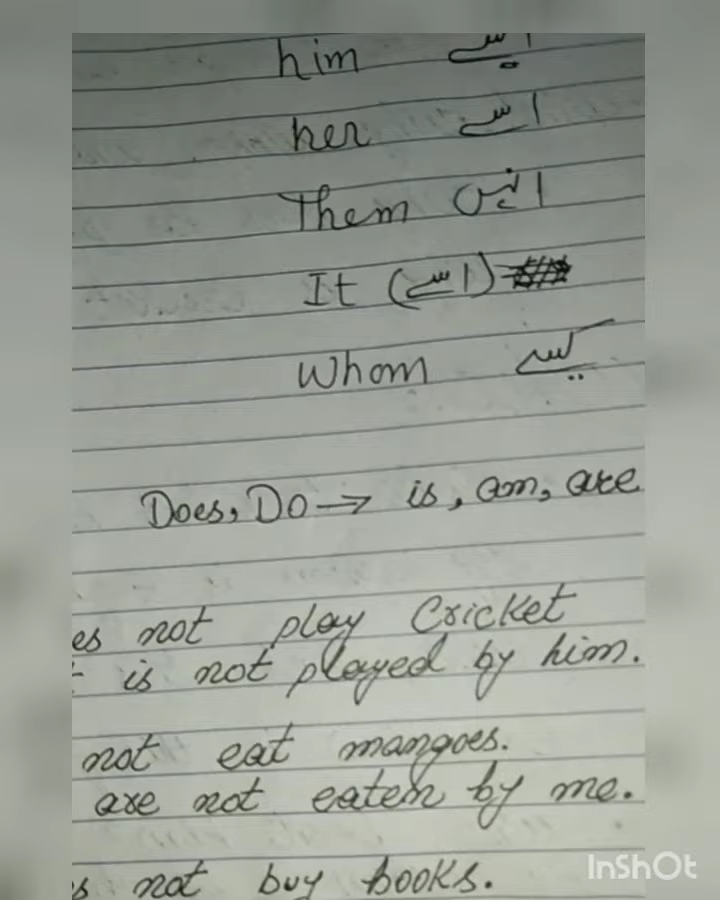 him اسے
her اسے
Them انہیں
It (اسے)
Whom کسے
Does, Do → is, am, are
es not play Cricket
t is not played by him.
not eat mangoes.
are not eaten by me.
s not buy books.
InShOt